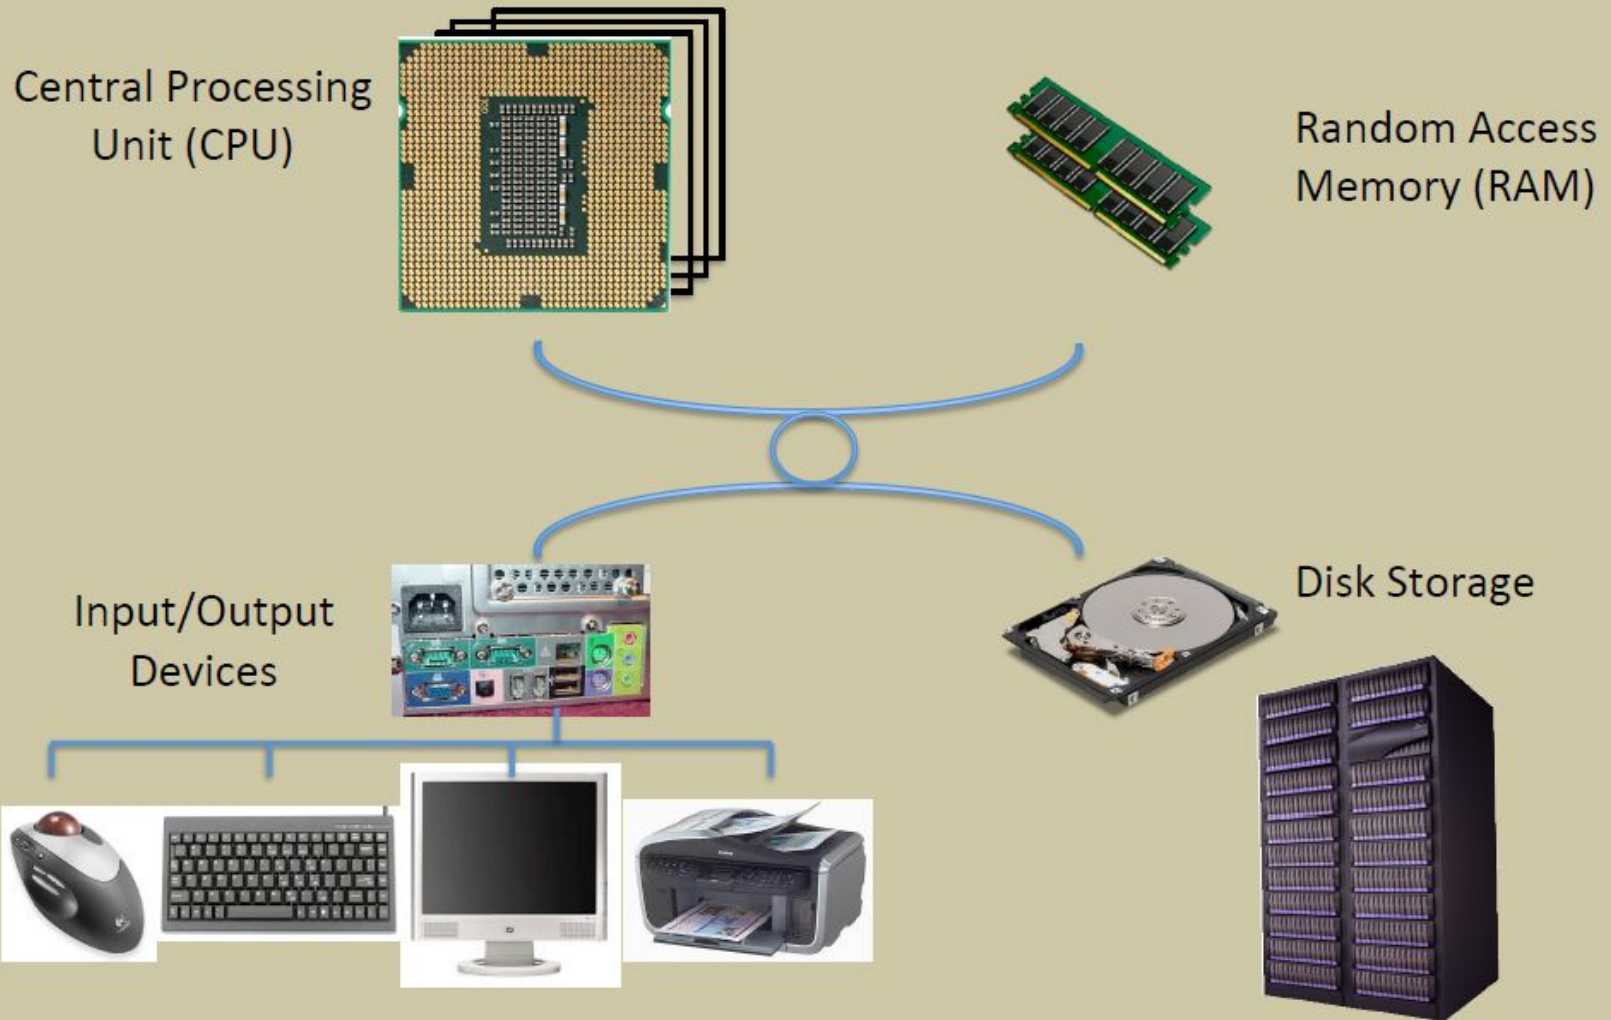 Central Processing
Unit (CPU)
Random Access
Memory (RAM)
Input/Output
Devices
Disk Storage